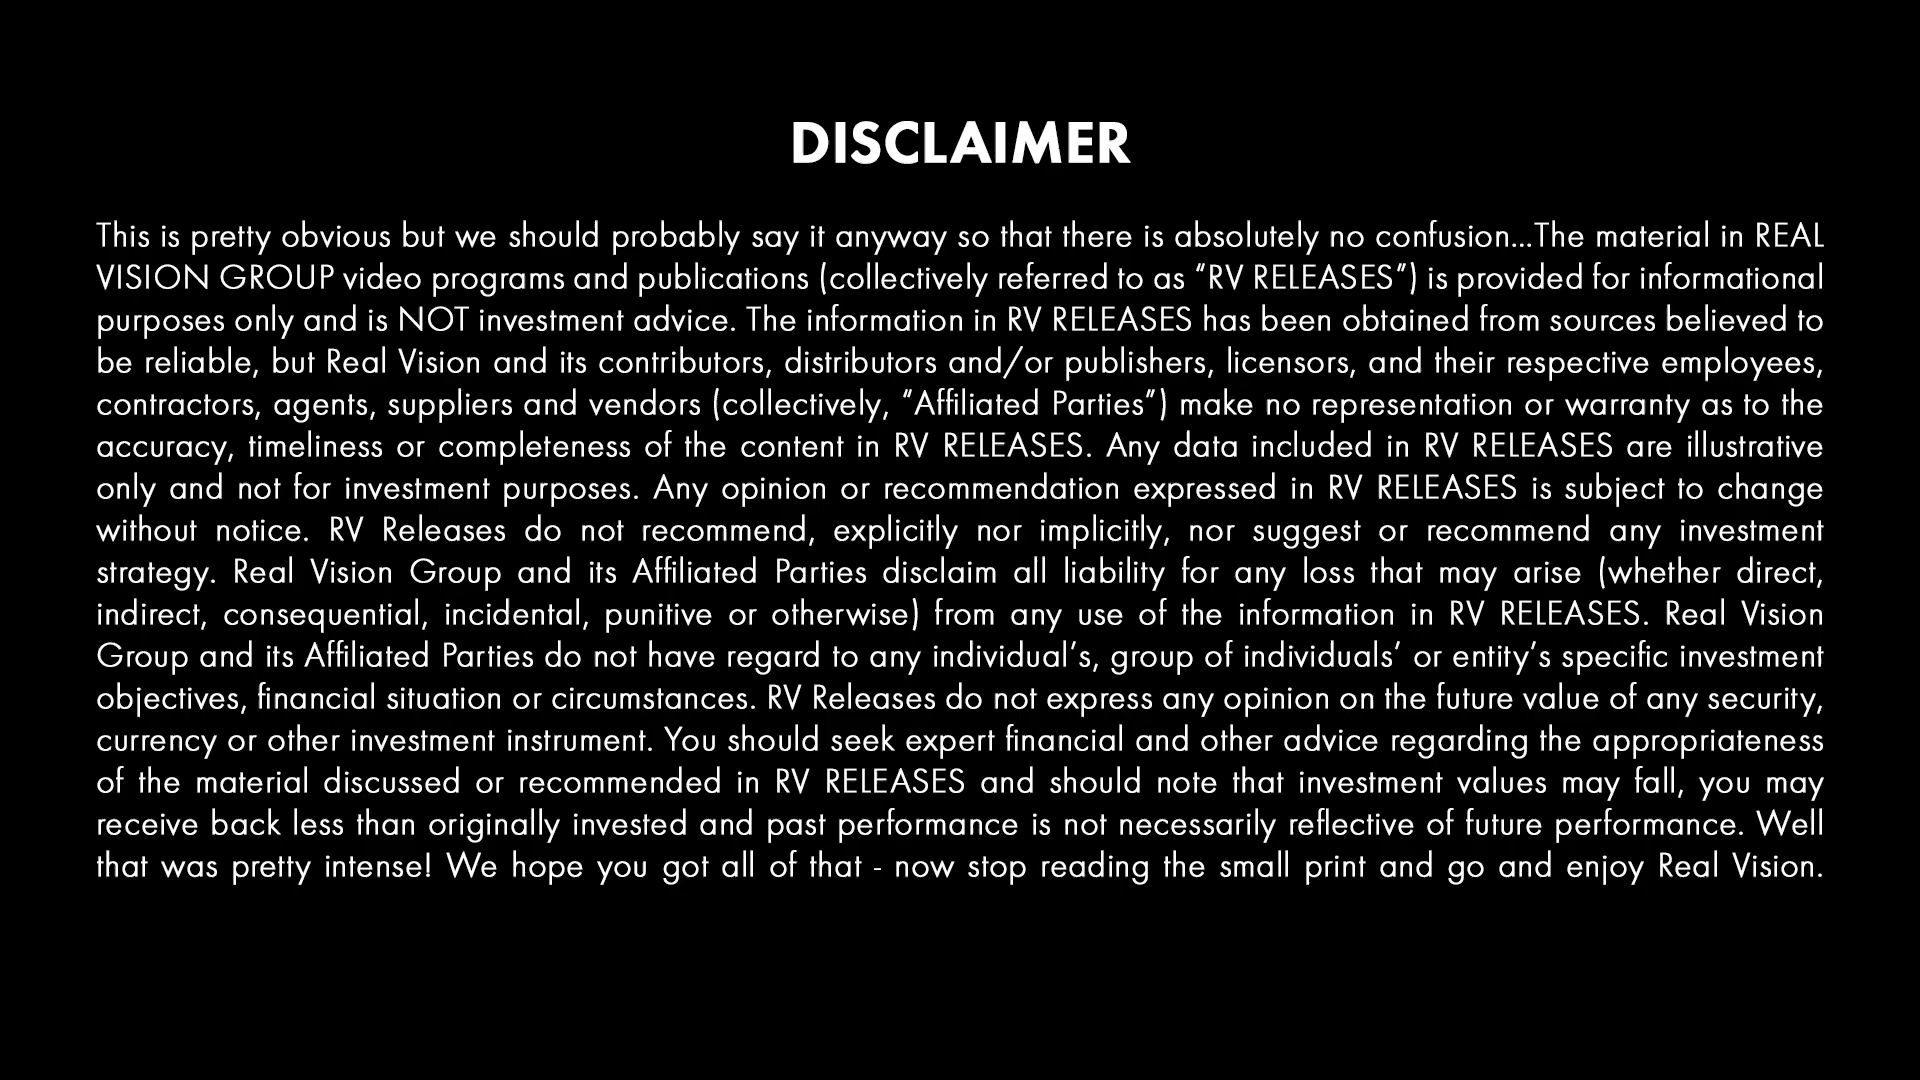 DISCLAIMER
This is pretty obvious but we should probably say it anyway so that there is absolutely no confusion...The material in REAL
VISION GROUP video programs and publications (collectively referred to as “RV RELEASES”) is provided for informational
purposes only and is NOT investment advice. The information in RV RELEASES has been obtained from sources believed to
be reliable, but Real Vision and its contributors, distributors and/or publishers, licensors, and their respective employees,
contractors, agents, suppliers and vendors (collectively, “Affiliated Parties”) make no representation or warranty as to the
accuracy, timeliness or completeness of the content in RV RELEASES. Any data included in RV RELEASES are illustrative
only and not for investment purposes. Any opinion or recommendation expressed in RV RELEASES is subject to change
without notice. RV Releases do not recommend, explicitly nor implicitly, nor suggest or recommend any investment
strategy. Real Vision Group and its Affiliated Parties disclaim all liability for any loss that may arise (whether direct,
indirect, consequential, incidental, punitive or otherwise) from any use of the information in RV RELEASES. Real Vision
Group and its Affiliated Parties do not have regard to any individual’s, group of individuals’ or entity’s specific investment
objectives, financial situation or circumstances. RV Releases do not express any opinion on the future value of any security,
currency or other investment instrument. You should seek expert financial and other advice regarding the appropriateness
of the material discussed or recommended in RV RELEASES and should note that investment values may fall, you may
receive back less than originally invested and past performance is not necessarily reflective of future performance. Well
that was pretty intense! We hope you got all of that - now stop reading the small print and go and enjoy Real Vision.